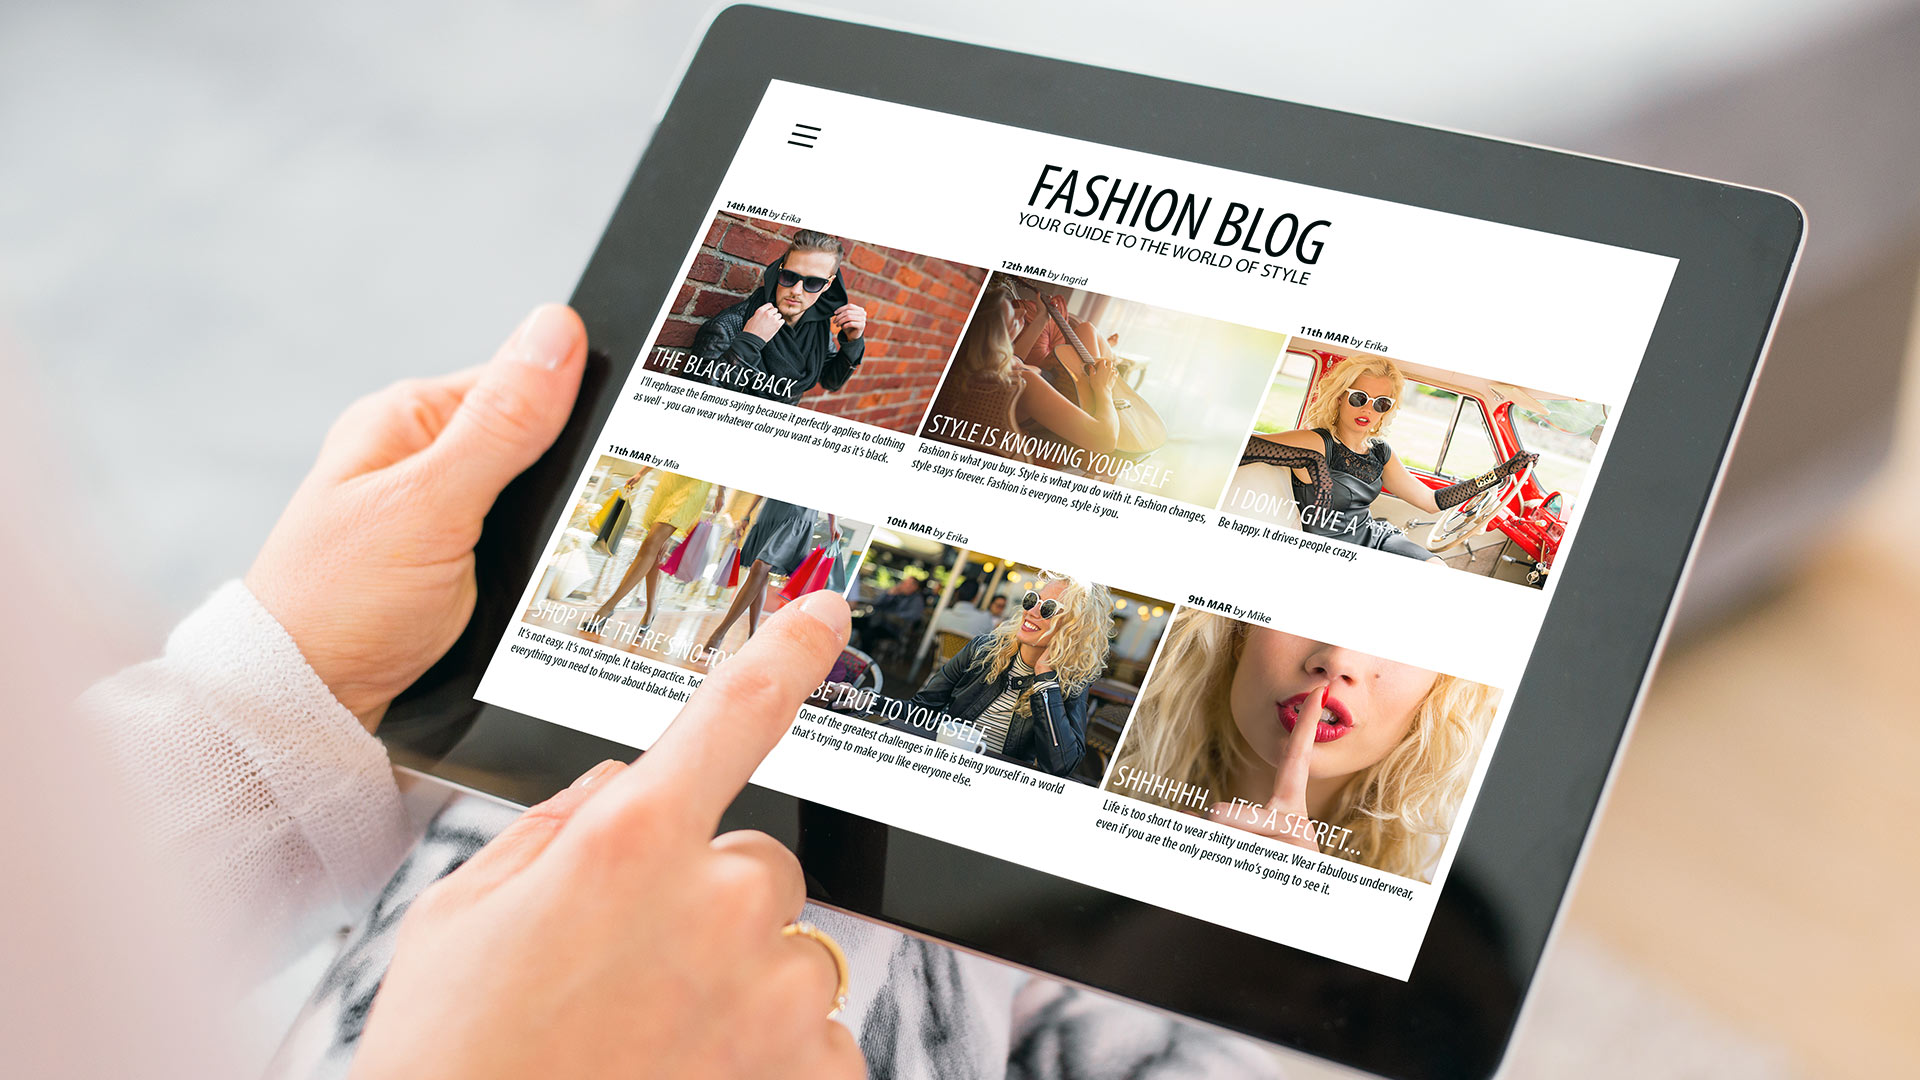 FASHION BLOG
YOUR GUIDE TO THE WORLD OF STYLE
14th MAR by Erika
THE BLACK IS BACK
I'll rephrase the famous saying because it perfectly applies to clothing
as well - you can wear whatever color you want as long as it's black.
12th MAR by Ingrid
STYLE IS KNOWING YOURSELF
Fashion is what you buy. Style is what you do with it. Fashion changes,
style stays forever. Fashion is everyone, style is you.
11th MAR by Erika
I DON'T GIVE A ****
Be happy. It drives people crazy.
11th MAR by Mia
SHOP LIKE THERE'S NO
It's not easy. It's not simple. It takes practice.
everything you need to know about black belt
10th MAR by Erika
BE TRUE TO YOURSELF
One of the greatest challenges in life is being yourself in a world
that's trying to make you like everyone else.
9th MAR by Mike
SHHHHHH... IT'S A SECRET...
Life is too short to wear shitty underwear. Wear fabulous underwear,
even if you are the only person who's going to see it.